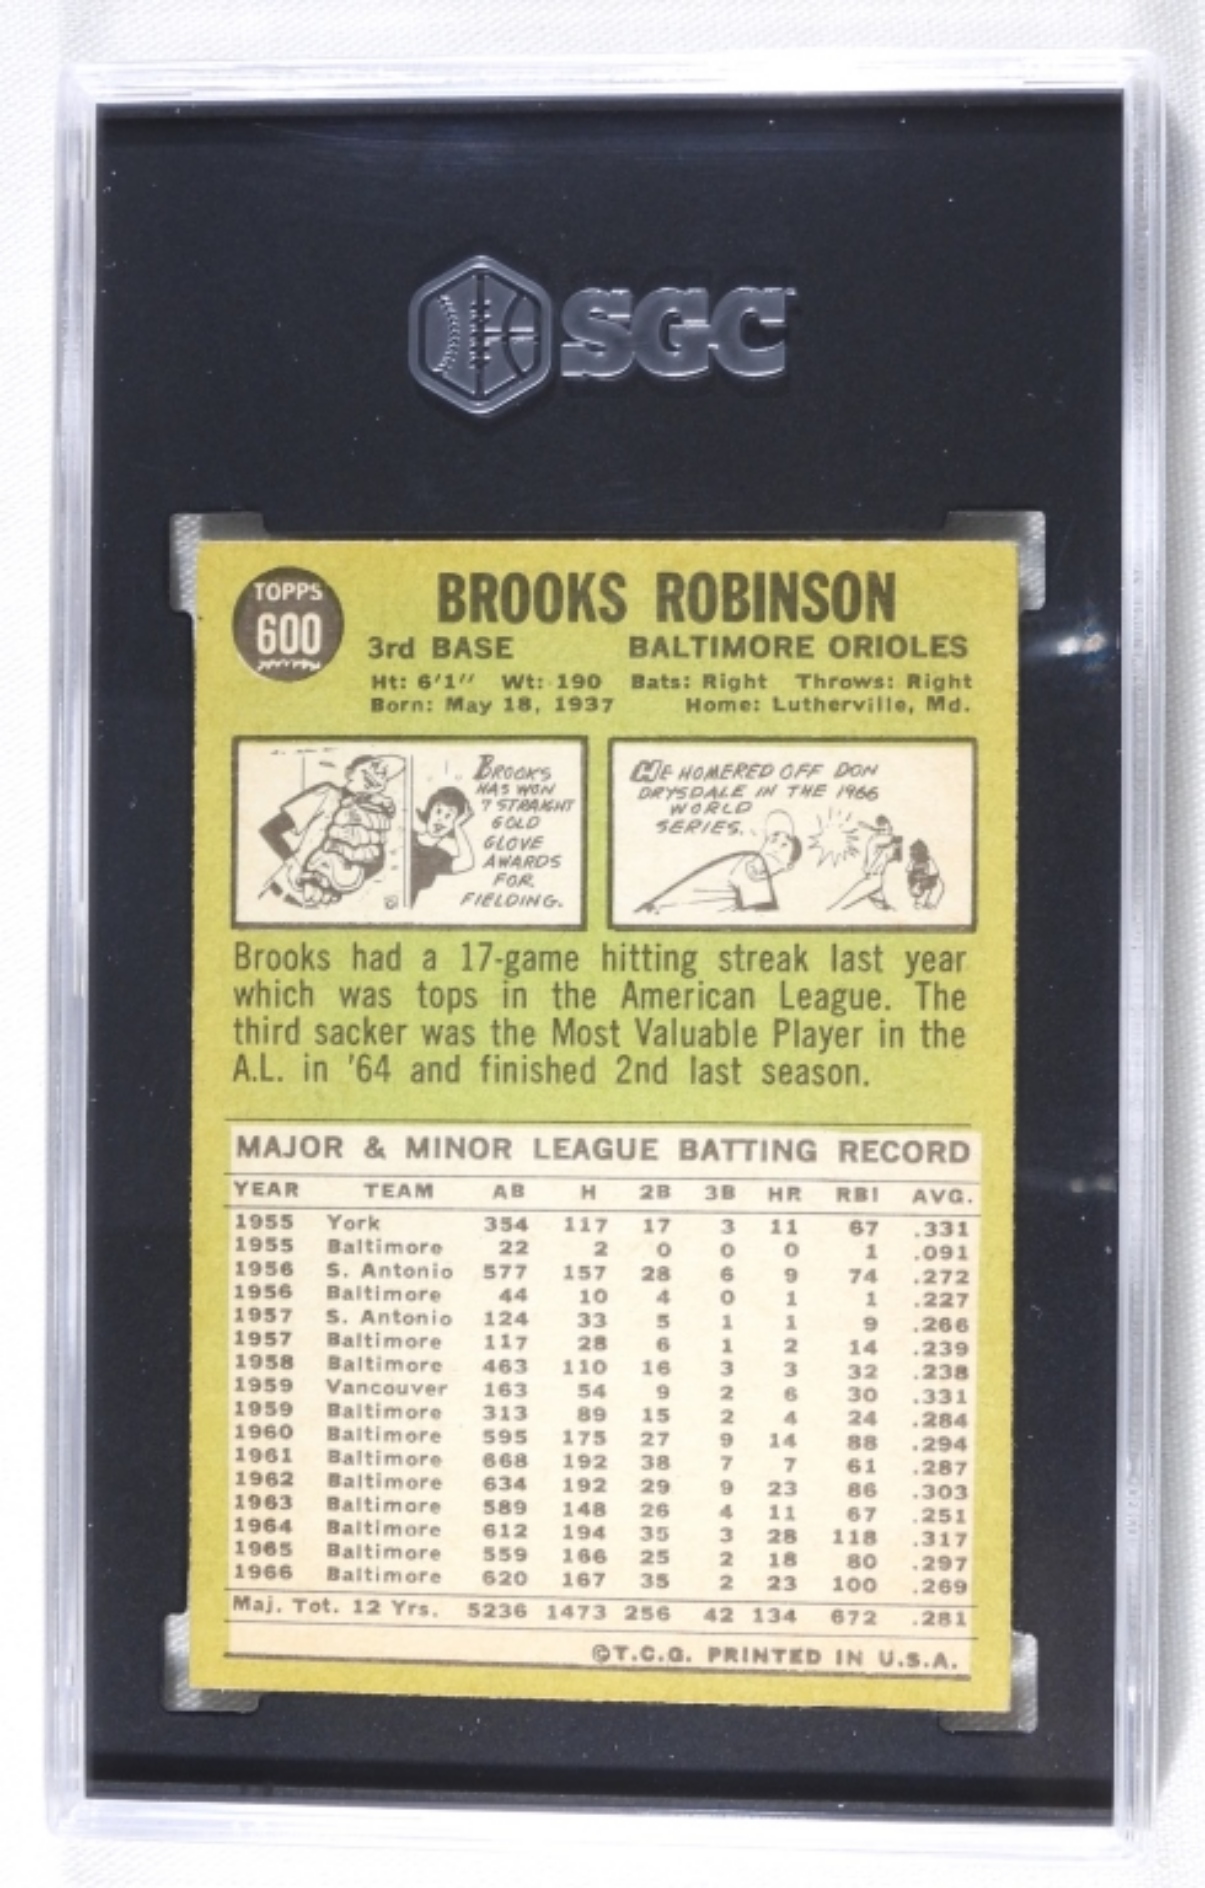 SGC
TOPPS
600
BROOKS ROBINSON
3rd BASE BALTIMORE ORIOLES
Ht: 6'1" Wt: 190 Bats: Right Throws: Right
Born: May 18, 1937 Home: Lutherville, Md.
BROOKS
HAS WON
7 STRAIGHT
GOLD
GLOVE
AWARDS
FOR
FIELDING.
HE HOMERED OFF DON
DRYSDALE IN THE 1966
WORLD
SERIES.
Brooks had a 17-game hitting streak last year
which was tops in the American League. The
third sacker was the Most Valuable Player in the
A.L. in '64 and finished 2nd last season.
MAJOR & MINOR LEAGUE BATTING RECORD
YEAR TEAM AB H 2B 3B HR RBI AVG.
1955 York 354 117 17 3 11 67 .331
1955 Baltimore 22 2 0 0 0 1 .091
1956 S. Antonio 577 157 28 6 9 74 .272
1956 Baltimore 44 10 4 0 1 1 .227
1957 S. Antonio 124 33 5 1 1 9 .266
1957 Baltimore 117 28 6 1 2 14 .239
1958 Baltimore 463 110 16 3 3 32 .238
1959 Vancouver 163 54 9 2 6 30 .331
1959 Baltimore 313 89 15 2 4 24 .284
1960 Baltimore 595 175 27 9 14 88 .294
1961 Baltimore 668 192 38 7 7 61 .287
1962 Baltimore 634 192 29 9 23 86 .303
1963 Baltimore 589 148 26 4 11 67 .251
1964 Baltimore 612 194 35 3 28 118 .317
1965 Baltimore 559 166 25 2 18 80 .297
1966 Baltimore 620 167 35 2 23 100 .269
Maj. Tot. 12 Yrs. 5236 1473 256 42 134 672 .281
©T.C.G. PRINTED IN U.S.A.